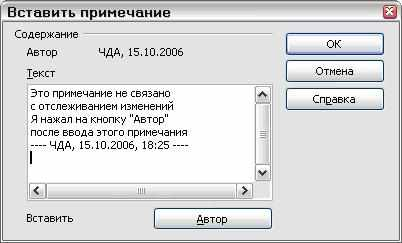 Вставить примечание
Содержание
Автор ЧДА, 15.10.2006
Текст
Это примечание не связано
с отслеживанием изменений
Я нажал на кнопку "Автор"
после ввода этого примечания
---- ЧДА, 15.10.2006, 18:25 ----
Вставить
Автор
OK
Отмена
Справка